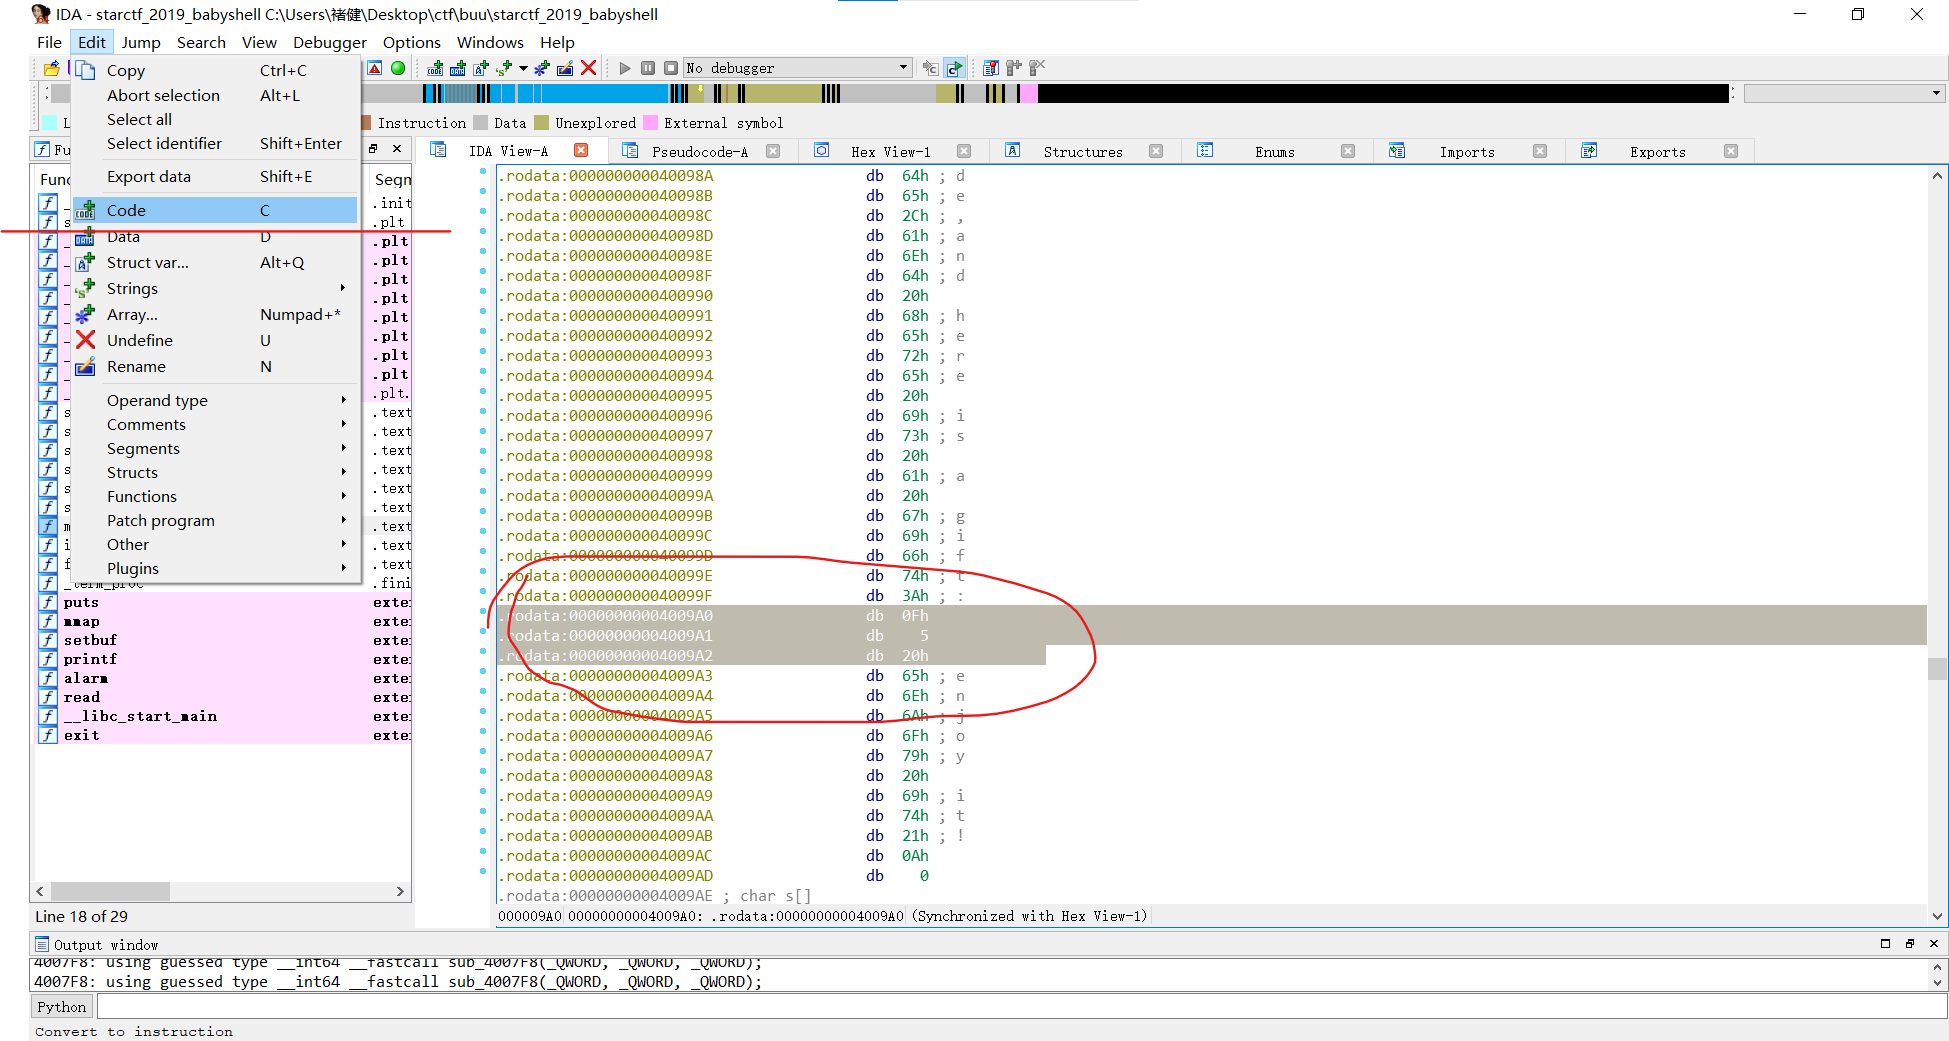 IDA - starctf_2019_babyshell C:\Users\褚健\Desktop\ctf\buu\starctf_2019_babyshell
File Edit Jump Search View Debugger Options Windows Help
No debugger
Copy Ctrl+C
Abort selection Alt+L
Select all
Select identifier Shift+Enter
Export data Shift+E
Code C
Data D
Struct var... Alt+Q
Strings
Array... Numpad+*
Undefine U
Rename N
Operand type
Comments
Segments
Structs
Functions
Patch program
Other
Plugins
Instruction Data Unexplored External symbol
IDA View-A Pseudocode-A Hex View-1 Structures Enums Imports Exports
.init
.plt
.plt
.plt
.plt
.plt
.plt
.plt
.plt
.plt
.plt.
.text
.text
.text
.text
.text
.text
.text
.text
.text
_term_proc .fini
puts
mmap
setbuf
printf
alarm
read
__libc_start_main
exit
Line 18 of 29
.rodata:000000000040098A db 64h ; d
.rodata:000000000040098B db 65h ; e
.rodata:000000000040098C db 2Ch ; ,
.rodata:000000000040098D db 61h ; a
.rodata:000000000040098E db 6Eh ; n
.rodata:000000000040098F db 64h ; d
.rodata:0000000000400990 db 20h
.rodata:0000000000400991 db 68h ; h
.rodata:0000000000400992 db 65h ; e
.rodata:0000000000400993 db 72h ; r
.rodata:0000000000400994 db 65h ; e
.rodata:0000000000400995 db 20h
.rodata:0000000000400996 db 69h ; i
.rodata:0000000000400997 db 73h ; s
.rodata:0000000000400998 db 20h
.rodata:0000000000400999 db 61h ; a
.rodata:000000000040099A db 20h
.rodata:000000000040099B db 67h ; g
.rodata:000000000040099C db 69h ; i
.rodata:000000000040099D db 66h ; f
.rodata:000000000040099E db 74h ; t
.rodata:000000000040099F db 3Ah ; :
.rodata:00000000004009A0 db 0Fh
.rodata:00000000004009A1 db 5
.rodata:00000000004009A2 db 20h
.rodata:00000000004009A3 db 65h ; e
.rodata:00000000004009A4 db 6Eh ; n
.rodata:00000000004009A5 db 6Ah ; j
.rodata:00000000004009A6 db 6Fh ; o
.rodata:00000000004009A7 db 79h ; y
.rodata:00000000004009A8 db 20h
.rodata:00000000004009A9 db 69h ; i
.rodata:00000000004009AA db 74h ; t
.rodata:00000000004009AB db 21h ; !
.rodata:00000000004009AC db 0Ah
.rodata:00000000004009AD db 0
.rodata:00000000004009AE ; char s[]
000009A0 00000000004009A0: .rodata:00000000004009A0 (Synchronized with Hex View-1)
Output window
4007F8: using guessed type __int64 __fastcall sub_4007F8(_QWORD, _QWORD, _QWORD);
4007F8: using guessed type __int64 __fastcall sub_4007F8(_QWORD, _QWORD, _QWORD);
Python
Convert to instruction